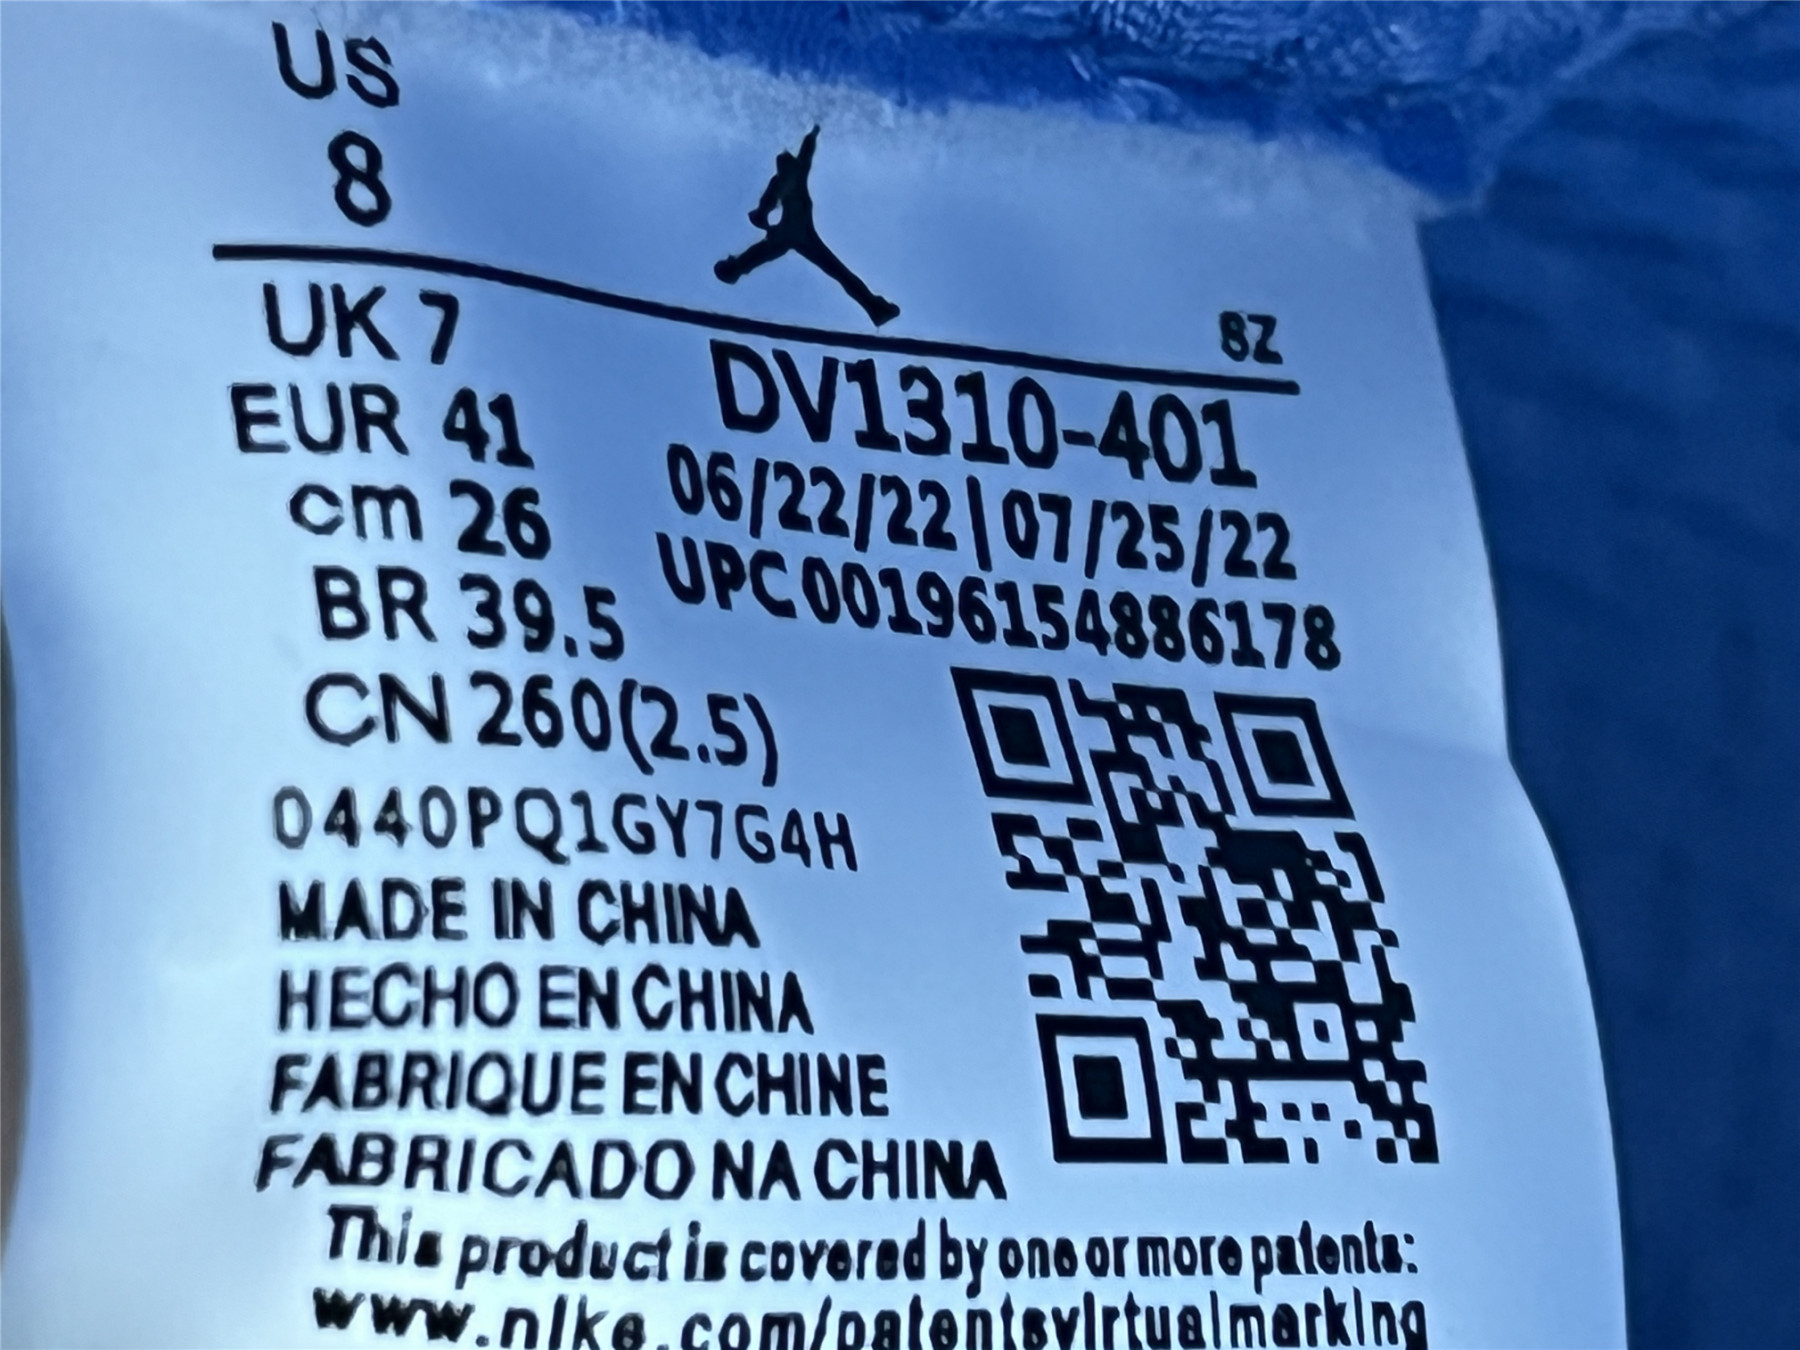 US
8
8Z
UK 7
EUR 41
cm 26
BR 39.5
CN 260(2.5)
DV1310-401
06/22/22|07/25/22
UPC00196154886178
0440PQ1GY7G4H
MADE IN CHINA
HECHO EN CHINA
FABRIQUE EN CHINE
FABRICADO NA CHINA
This product is covered by one or more patents:
www.nike.com/patentsvirtualmarking